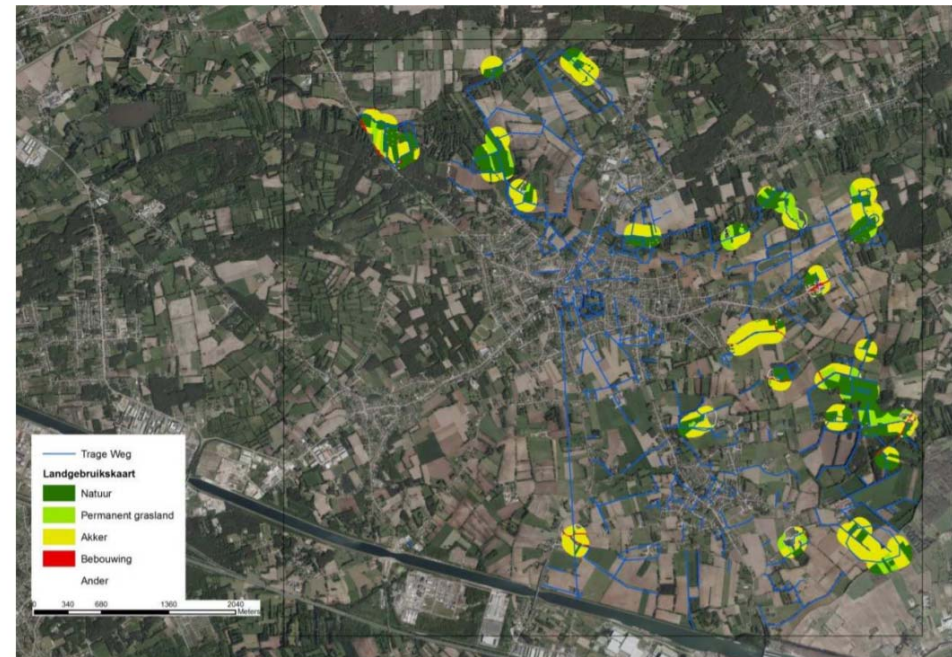 Trage Weg
Landgebruikskaart
Natuur
Permanent grasland
Akker
Bebouwing
Ander
0 340 680 1360 2040
Meters